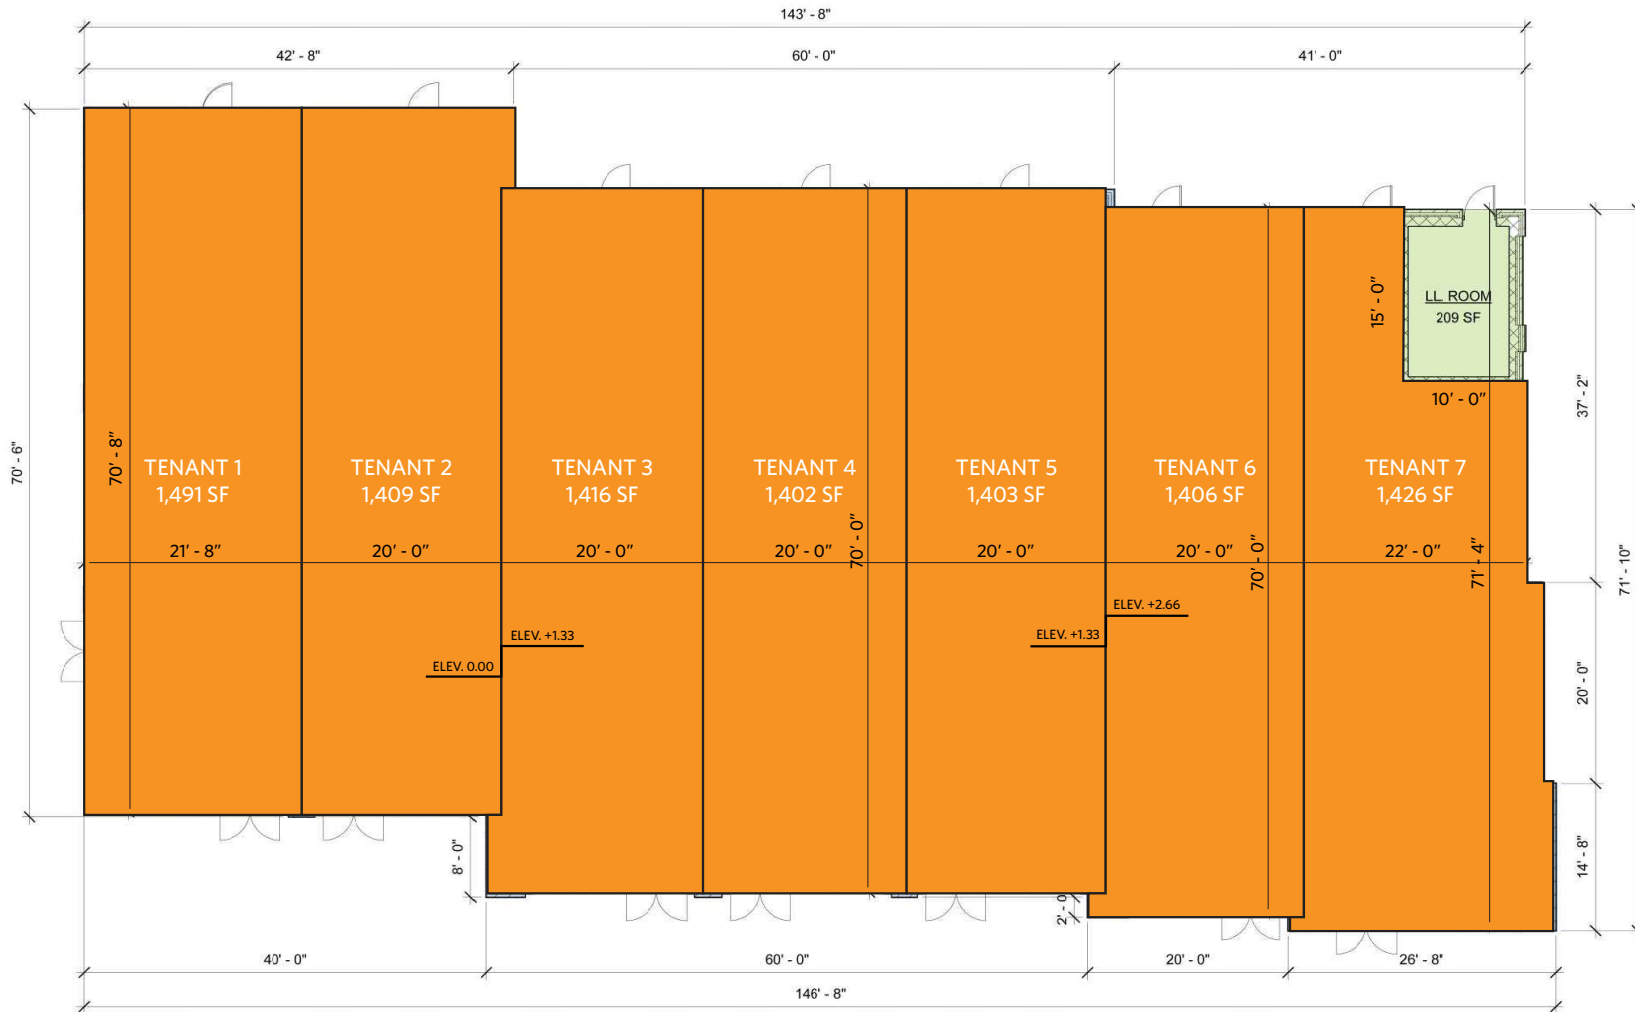 143' - 8"
42' - 8"
60' - 0"
41' - 0"
LL. ROOM
209 SF
15' - 0"
10' - 0"
37' - 2"
70' - 6"
70' - 8"
TENANT 1
1,491 SF
TENANT 2
1,409 SF
TENANT 3
1,416 SF
TENANT 4
1,402 SF
TENANT 5
1,403 SF
TENANT 6
1,406 SF
TENANT 7
1,426 SF
21' - 8"
20' - 0"
20' - 0"
20' - 0"
70' - 0"
20' - 0"
20' - 0"
70' - 0"
22' - 0"
71' - 4"
71' - 10"
ELEV. 0.00
ELEV. +1.33
ELEV. +1.33
ELEV. +2.66
20' - 0"
14' - 8"
8' - 0"
2' - 0
40' - 0"
60' - 0"
20' - 0"
26' - 8"
146' - 8"